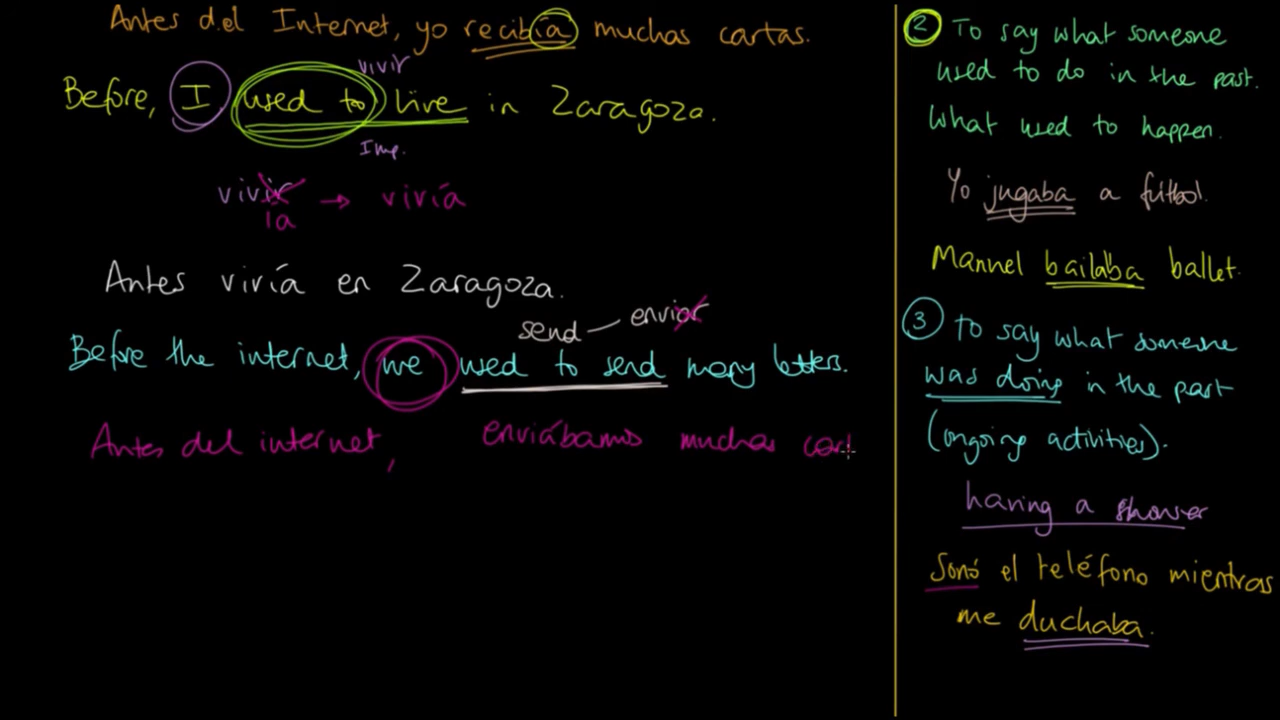 Antes del Internet, yo recibía muchas cartas.
vivir
Before, I used to live in Zaragoza.
Imp.
vivir → vivía
ía
Antes vivía en Zaragoza.
send — enviar
Before the internet, we used to send many letters.
Antes del internet, enviábamos muchas cart
2 To say what someone
used to do in the past.
What used to happen.
Yo jugaba a fútbol.
Manuel bailaba ballet.
3 To say what someone
was doing in the past
(ongoing activities).
having a shower
Sonó el teléfono mientras
me duchaba.